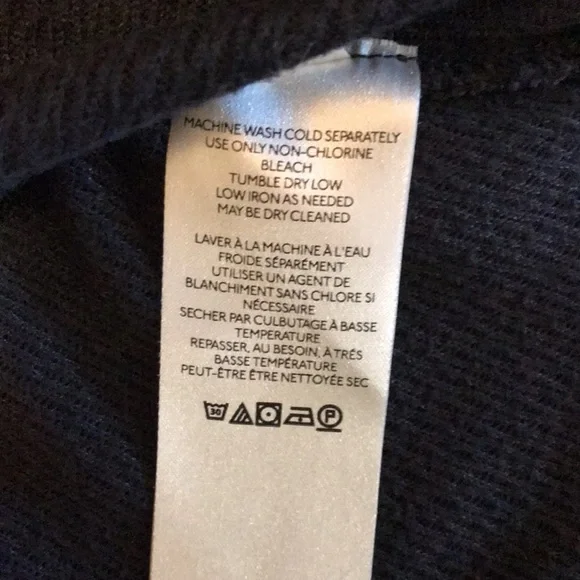 MACHINE WASH COLD SEPARATELY
USE ONLY NON-CHLORINE
BLEACH
TUMBLE DRY LOW
LOW IRON AS NEEDED
MAY BE DRY CLEANED
LAVER À LA MACHINE À L'EAU
FROIDE SÉPARÉMENT
UTILISER UN AGENT DE
BLANCHIMENT SANS CHLORE SI
NÉCESSAIRE
SECHER PAR CULBUTAGE À BASSE
TEMPERATURE
REPASSER, AU BESOIN, À TRÉS
BASSE TEMPÉRATURE
PEUT-ÊTRE ÊTRE NETTOYÉE SEC
30 P